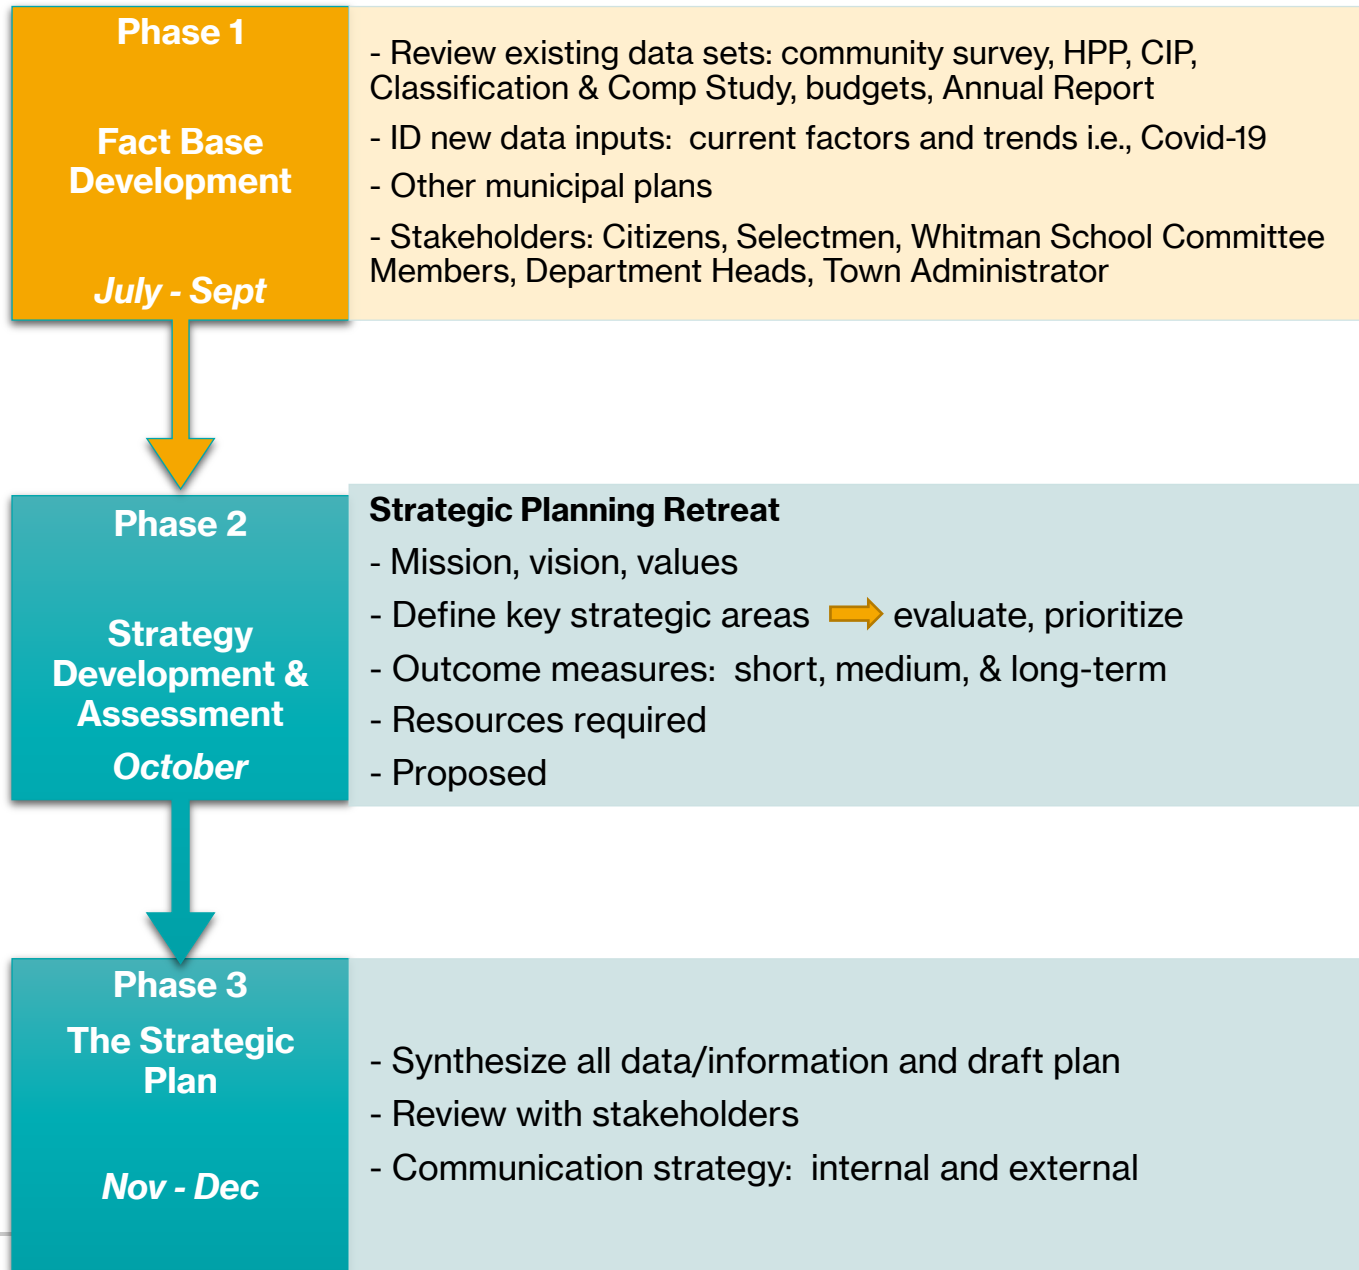 Phase 1
Fact Base
Development
July - Sept
- Review existing data sets: community survey, HPP, CIP,
Classification & Comp Study, budgets, Annual Report
- ID new data inputs:  current factors and trends i.e., Covid-19
- Other municipal plans
- Stakeholders: Citizens, Selectmen, Whitman School Committee
Members, Department Heads, Town Administrator
Phase 2
Strategy
Development &
Assessment
October
Strategic Planning Retreat
- Mission, vision, values
- Define key strategic areas evaluate, prioritize
- Outcome measures:  short, medium, & long-term
- Resources required
- Proposed
Phase 3
The Strategic
Plan
Nov - Dec
- Synthesize all data/information and draft plan
- Review with stakeholders
- Communication strategy:  internal and external